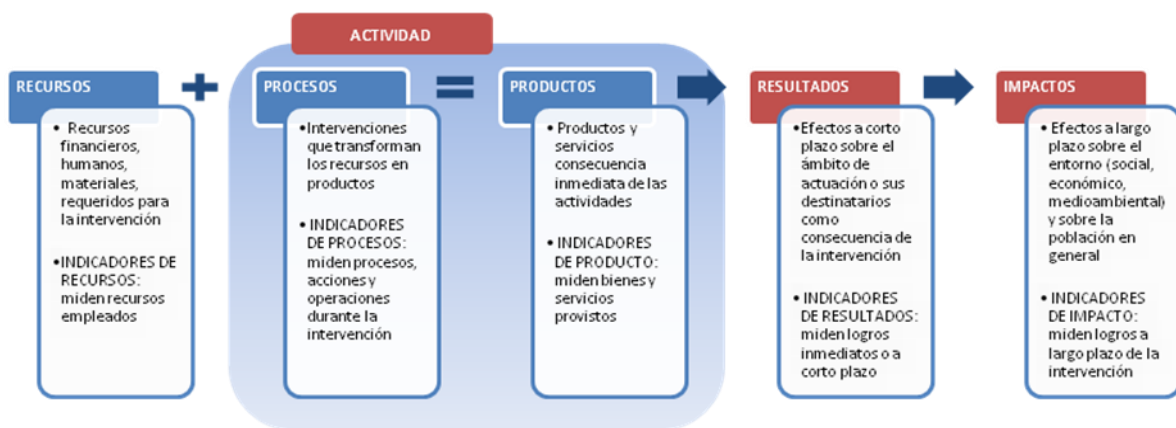 ACTIVIDAD
RECURSOS
• Recursos
financieros,
humanos,
materiales,
requeridos para
la intervención
•INDICADORES DE
RECURSOS:
miden recursos
empleados
PROCESOS
•Intervenciones
que transforman
los recursos en
productos
• INDICADORES
DE PROCESOS:
miden procesos,
acciones y
operaciones
durante la
intervención
PRODUCTOS
• Productos y
servicios
consecuencia
inmediata de las
actividades
• INDICADORES
DE PRODUCTO:
miden bienes y
servicios
provistos
RESULTADOS
•Efectos a corto
plazo sobre el
ámbito de
actuación o sus
destinatarios
como
consecuencia de
la intervención
• INDICADORES
DE RESULTADOS:
miden logros
inmediatos o a
corto plazo
IMPACTOS
• Efectos a largo
plazo sobre el
entorno (social,
económico,
medioambiental)
y sobre la
población en
general
• INDICADORES
DE IMPACTO:
miden logros a
largo plazo de la
intervención